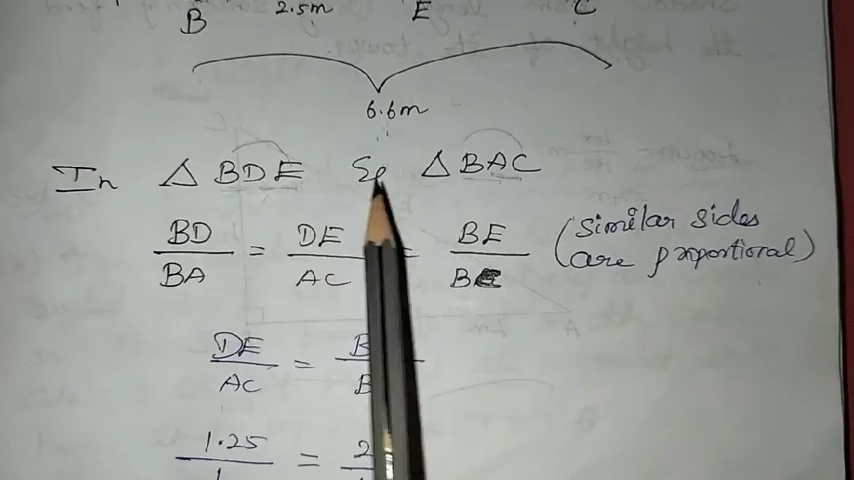 B 2.5m E C
6.6m
In △ BDE & △ BAC
BD/BA = DE/AC = BE/BC (Similar sides are proportional)
DE/AC = B
1.25 = 2